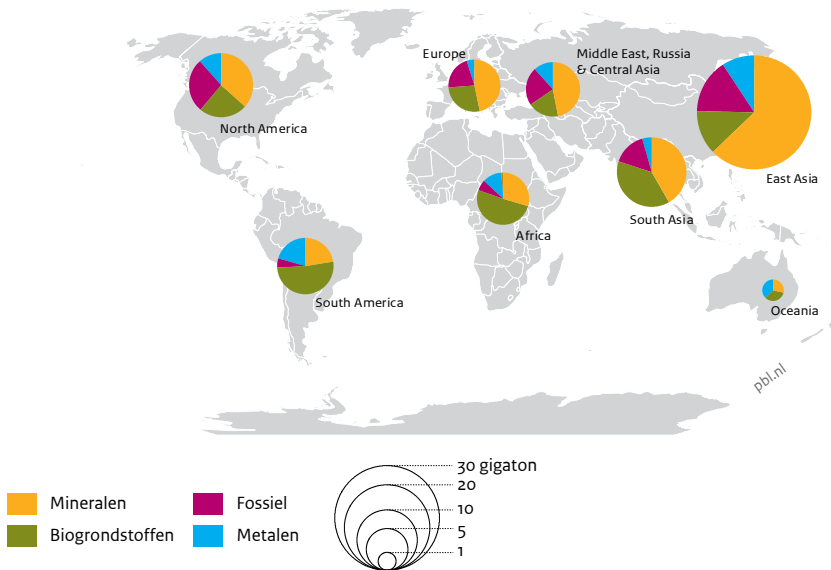 Europe
Middle East, Russia
& Central Asia
North America
East Asia
South Asia
Africa
South America
Oceania
pbl.nl
30 gigaton
20
10
5
1
Mineralen
Fossiel
Biogrondstoffen
Metalen